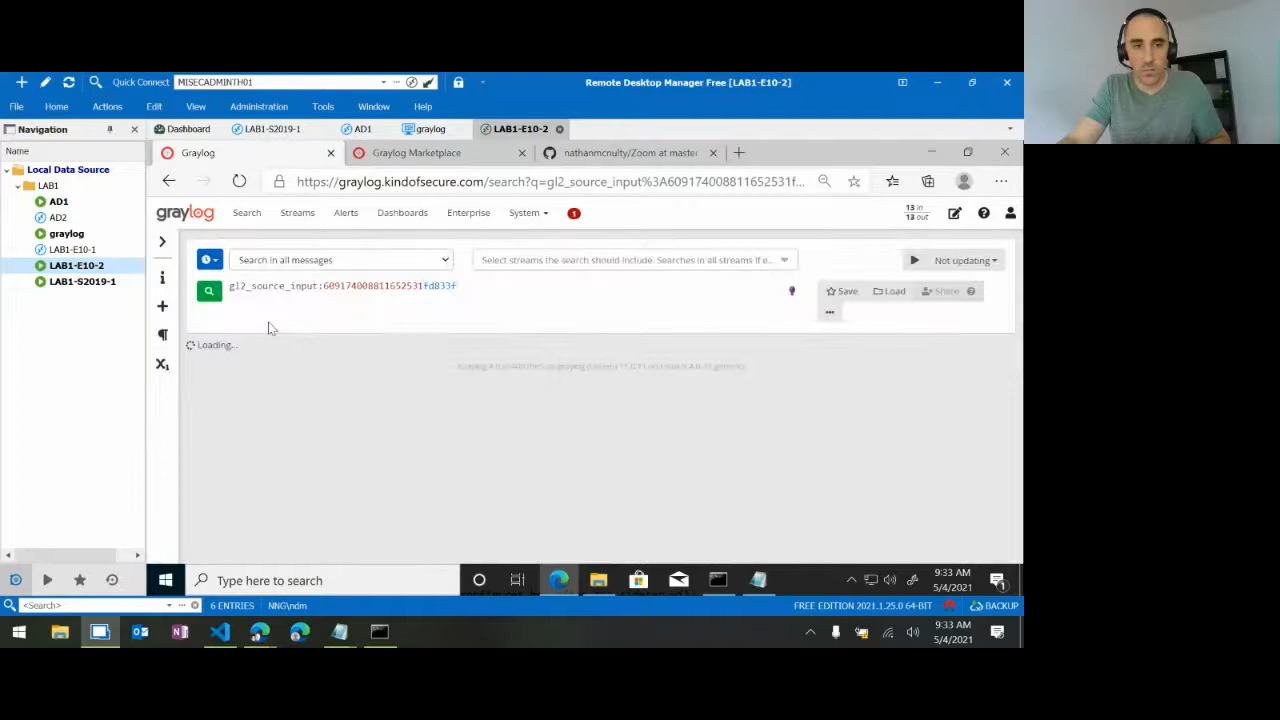 Quick Connect MISECADMINTH01
Remote Desktop Manager Free [LAB1-E10-2]
File Home Actions Edit View Administration Tools Window Help
Navigation
Dashboard LAB1-S2019-1 AD1 graylog LAB1-E10-2
Name
Local Data Source
LAB1
AD1
AD2
graylog
LAB1-E10-1
LAB1-E10-2
LAB1-S2019-1
Graylog Graylog Marketplace nathanmcnulty/Zoom at master
https://graylog.kindofsecure.com/search?q=gl2_source_input%3A609174008811652531f...
graylog Search Streams Alerts Dashboards Enterprise System 1
13 in
13 out
Search in all messages Select streams the search should include. Searches in all streams if e... Not updating
gl2_source_input:609174008811652531fd833f
Save Load Share
Loading...
Type here to search
9:33 AM
5/4/2021
1
<Search> 6 ENTRIES NNG\ndm FREE EDITION 2021.1.25.0 64-BIT BACKUP
9:33 AM
5/4/2021